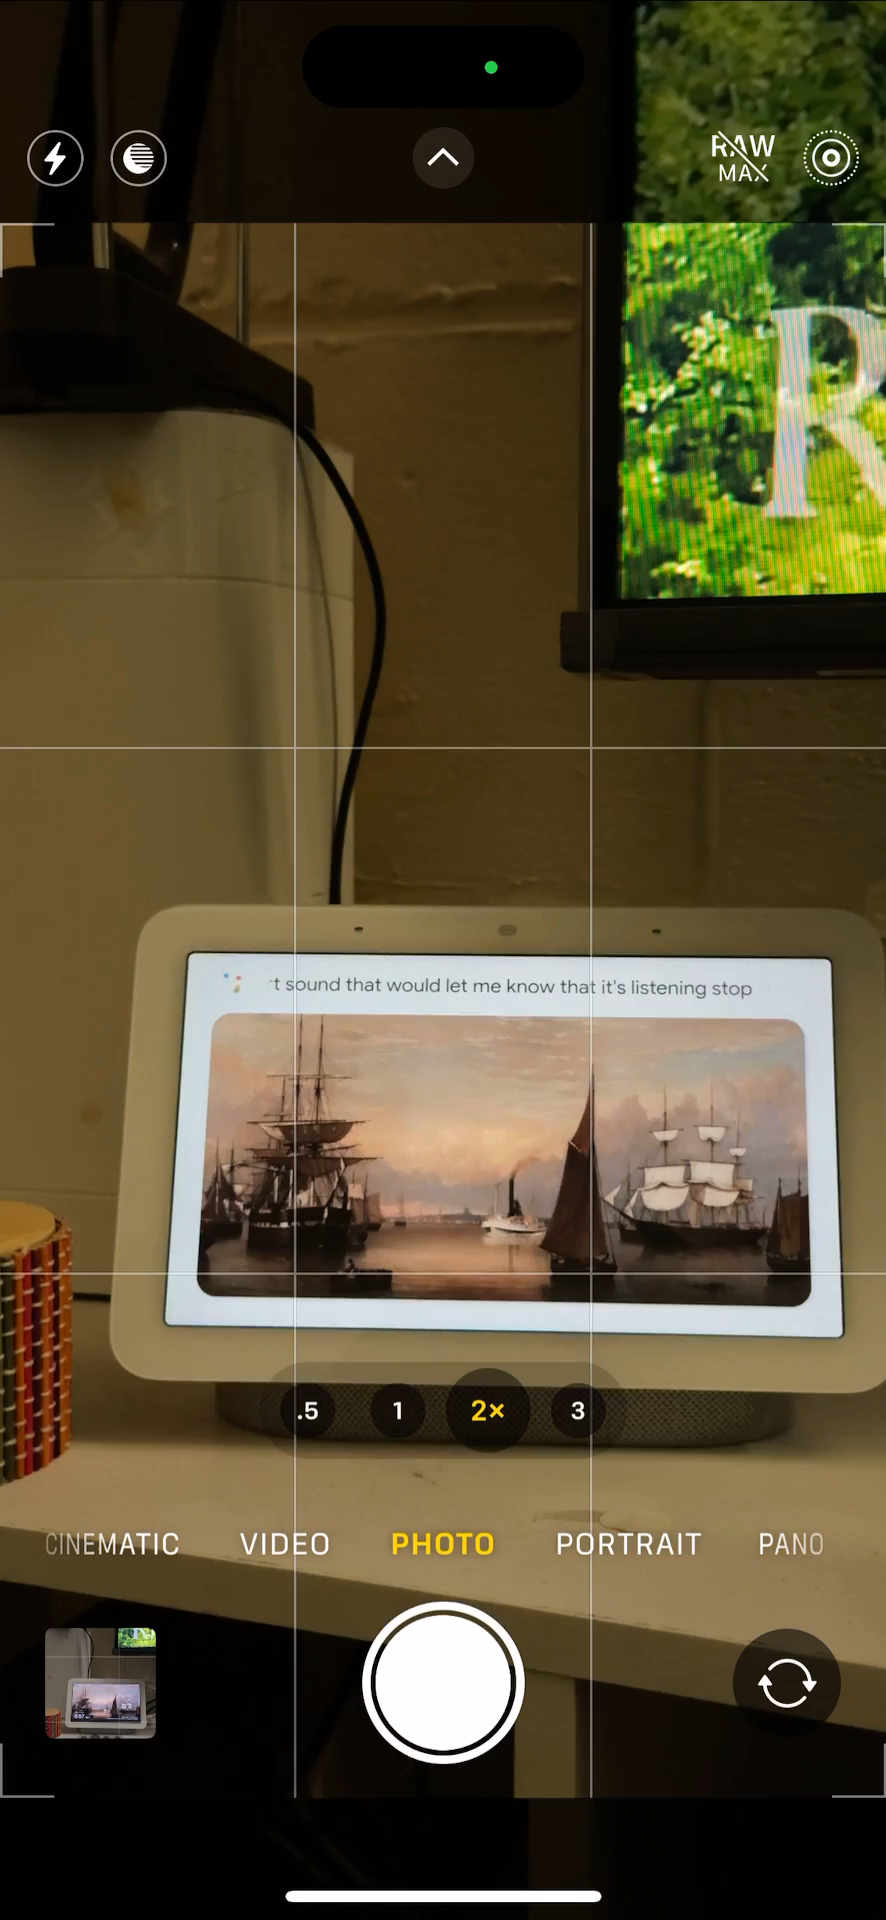 RAW
MAX
R
t sound that would let me know that it's listening stop
.5 1 2× 3
CINEMATIC VIDEO PHOTO PORTRAIT PANO